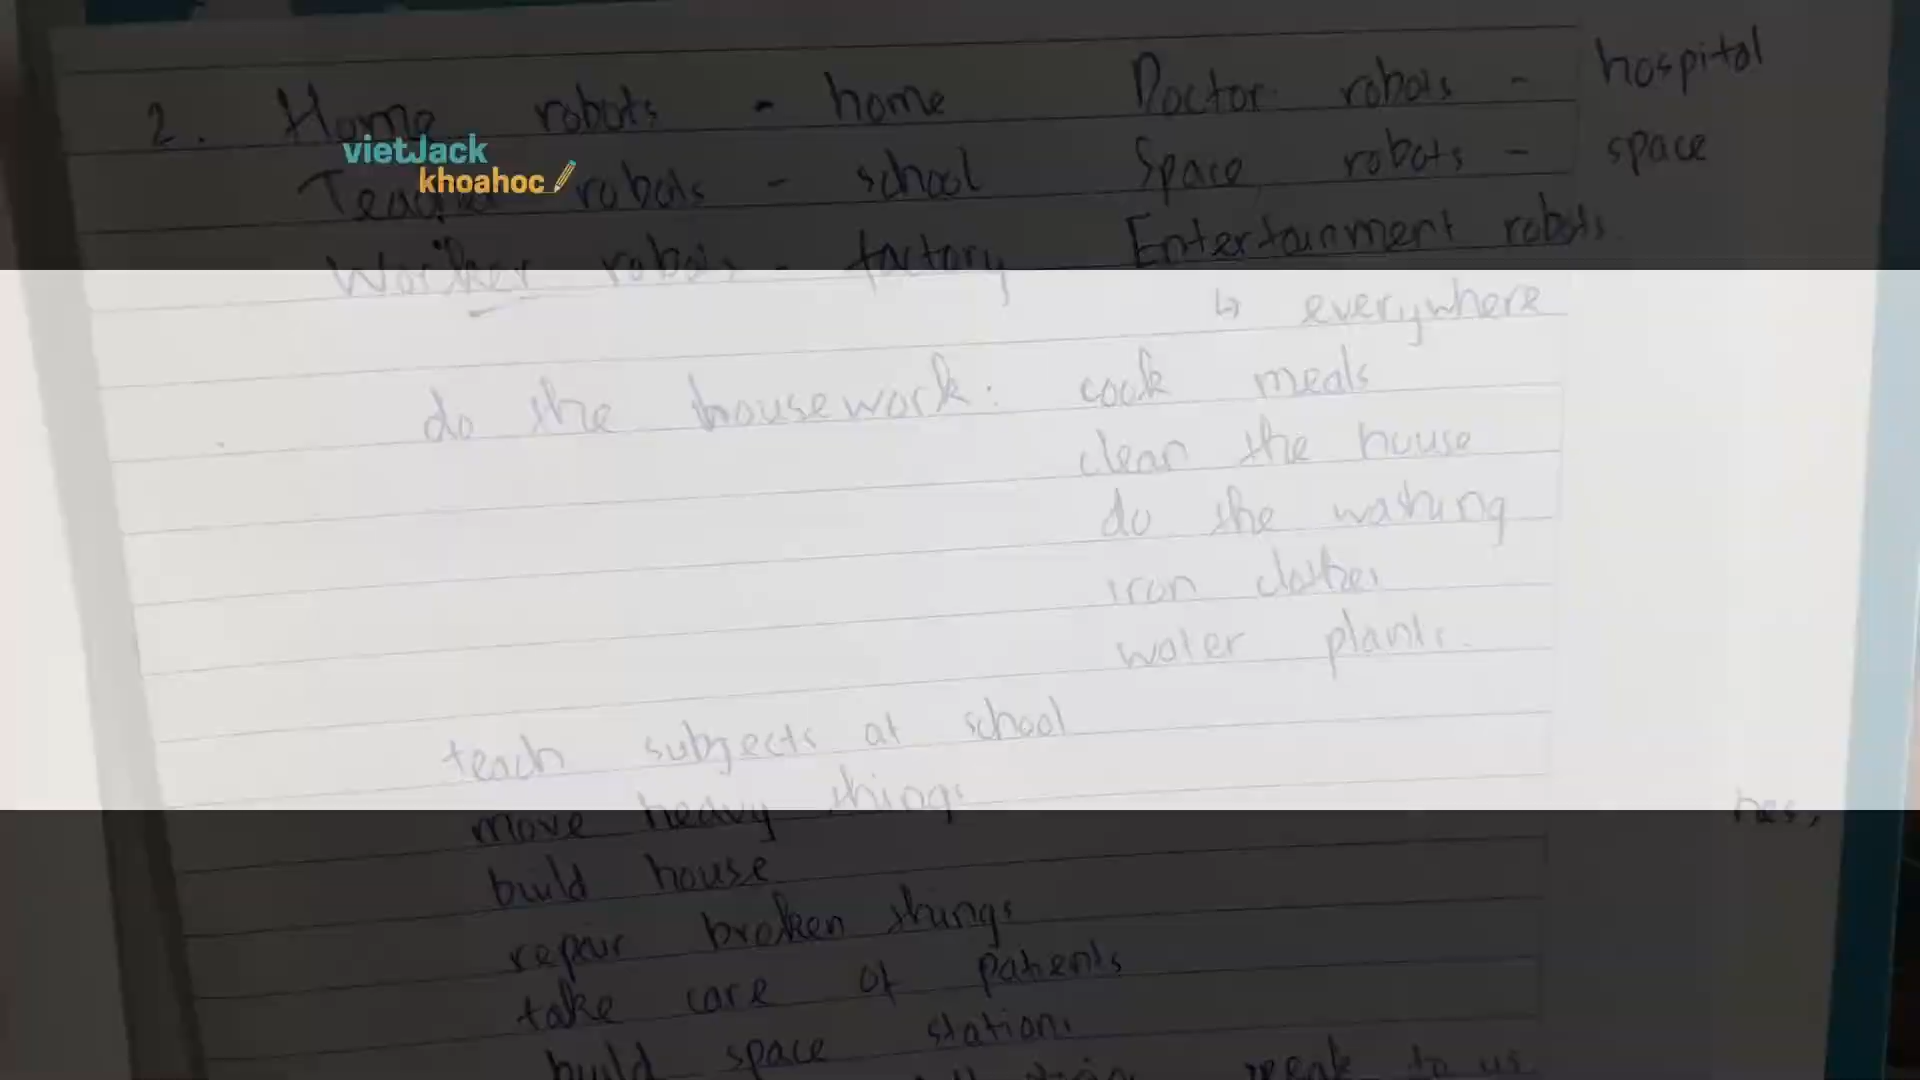 2. Home robots - home
Teacher robots - school
Worker robots - factory
Doctor robots - hospital
Space robots - space
Entertainment robots
↳ everywhere
vietJack
khoahoc
do the housework: cook meals
clean the house
do the washing
iron clothes
water plants.
teach subjects at school
move heavy things
build house
repair broken things
take care of patients
build space station
speak to us